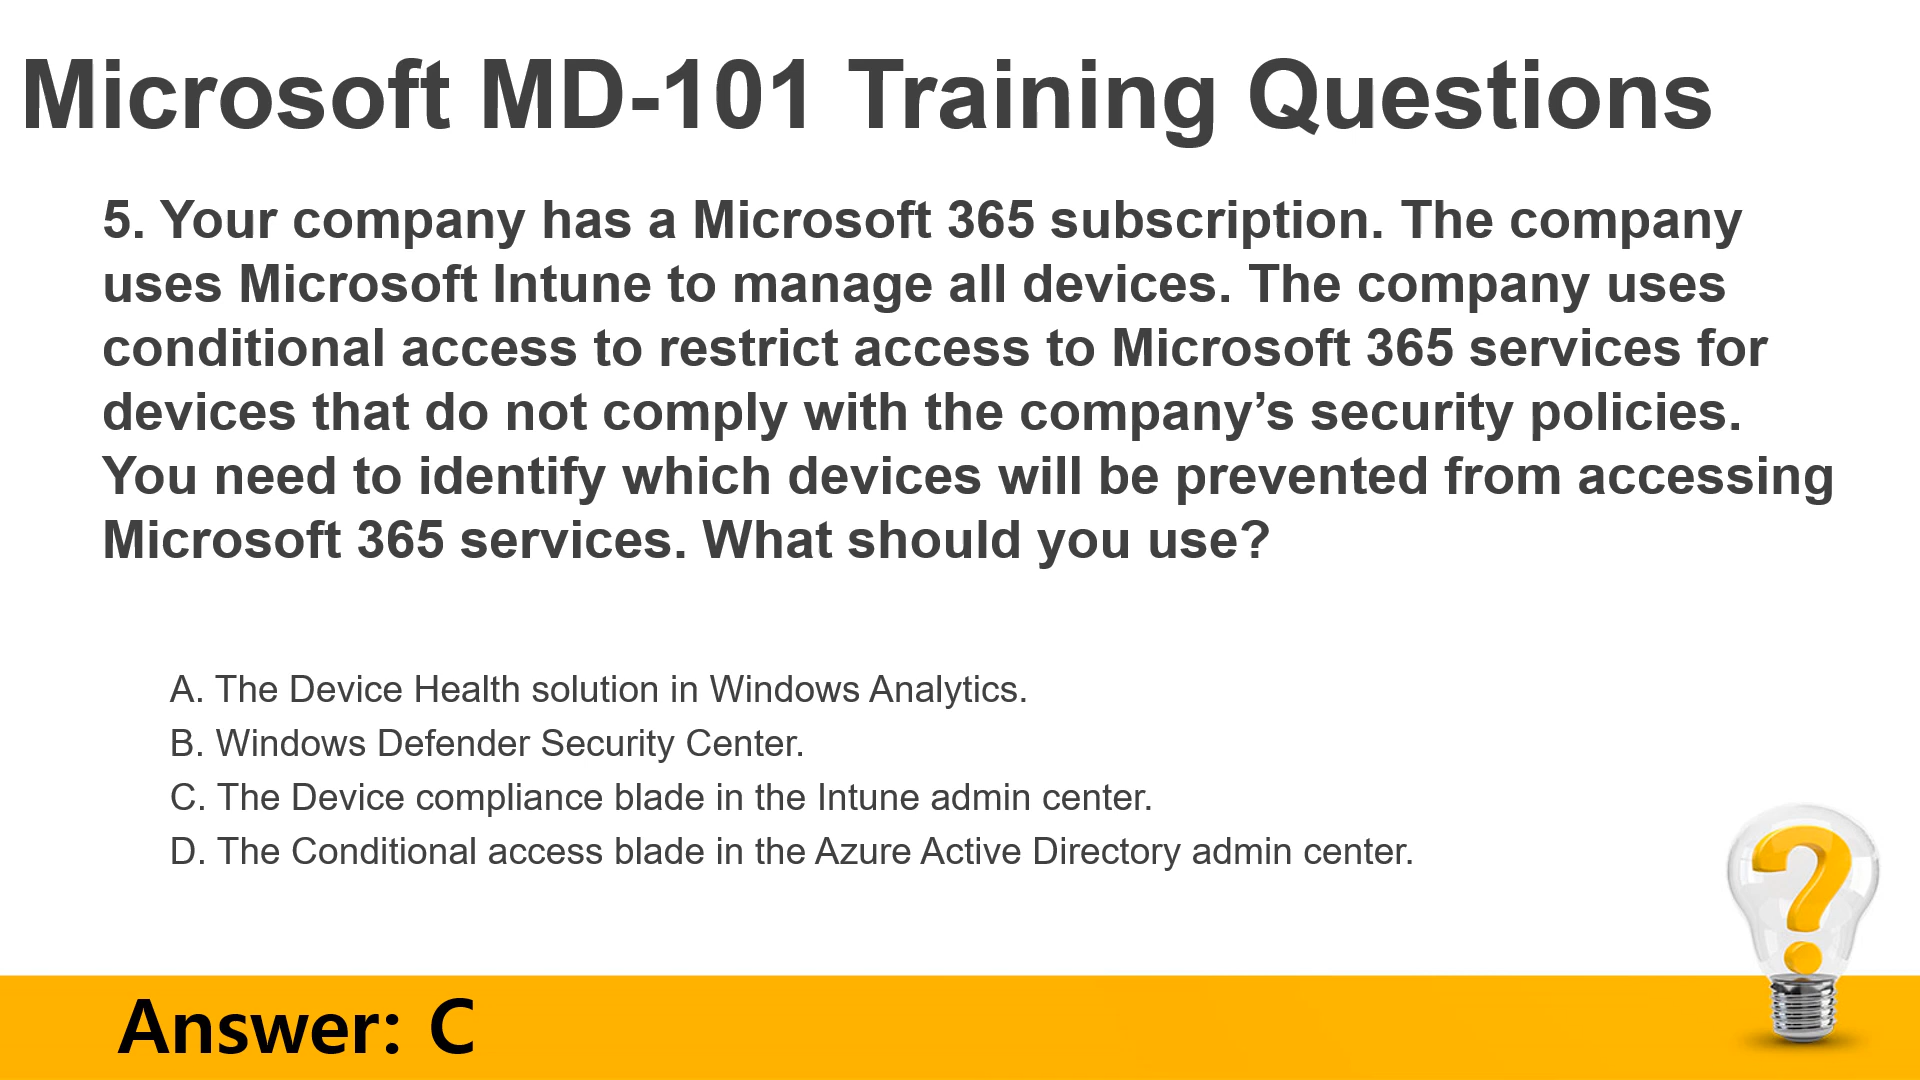 Microsoft MD-101 Training Questions
5. Your company has a Microsoft 365 subscription. The company
uses Microsoft Intune to manage all devices. The company uses
conditional access to restrict access to Microsoft 365 services for
devices that do not comply with the company’s security policies.
You need to identify which devices will be prevented from accessing
Microsoft 365 services. What should you use?
A. The Device Health solution in Windows Analytics.
B. Windows Defender Security Center.
C. The Device compliance blade in the Intune admin center.
D. The Conditional access blade in the Azure Active Directory admin center.
?
Answer: C